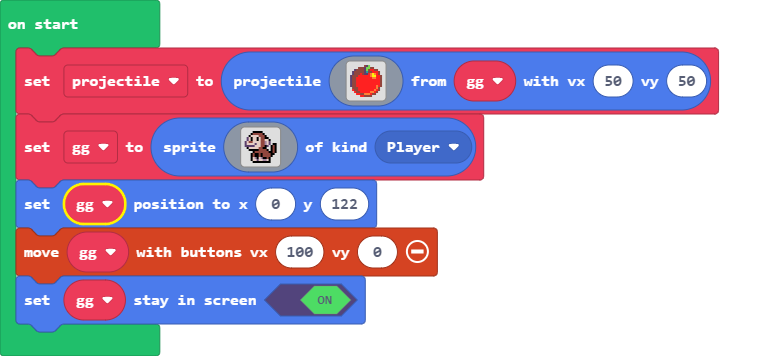 on start
set projectile to projectile from gg with vx 50 vy 50
set gg to sprite of kind Player
set gg position to x 0 y 122
move gg with buttons vx 100 vy 0
set gg stay in screen ON